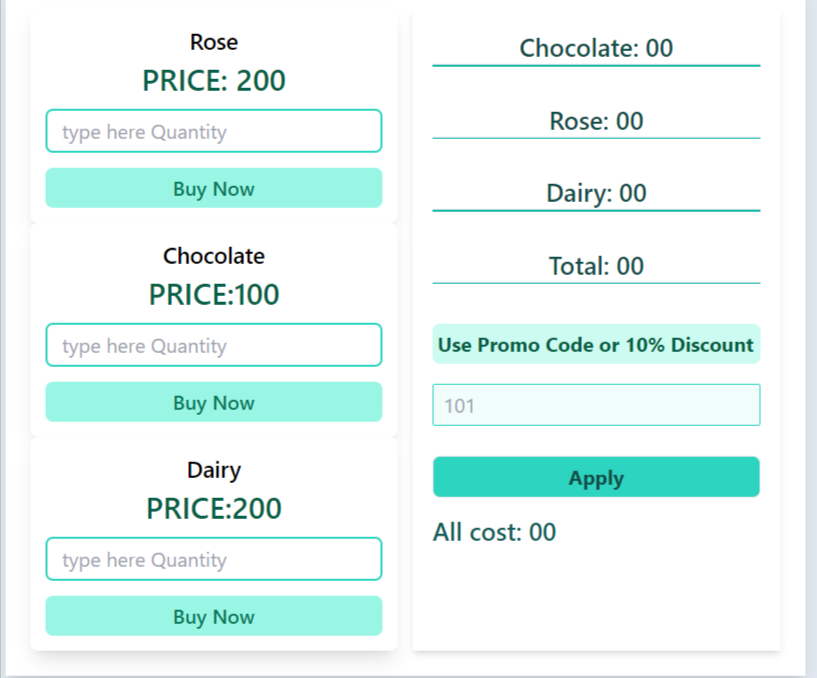 Rose
PRICE: 200
type here Quantity
Buy Now
Chocolate
PRICE:100
type here Quantity
Buy Now
Dairy
PRICE:200
type here Quantity
Buy Now
Chocolate: 00
Rose: 00
Dairy: 00
Total: 00
Use Promo Code or 10% Discount
101
Apply
All cost: 00